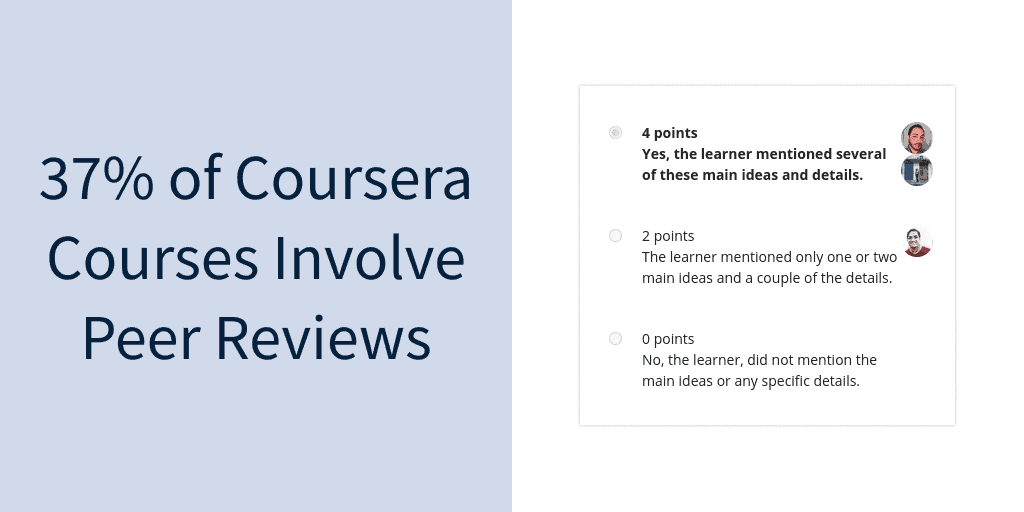 37% of Coursera
Courses Involve
Peer Reviews
4 points
Yes, the learner mentioned several
of these main ideas and details.
2 points
The learner mentioned only one or two
main ideas and a couple of the details.
0 points
No, the learner, did not mention the
main ideas or any specific details.